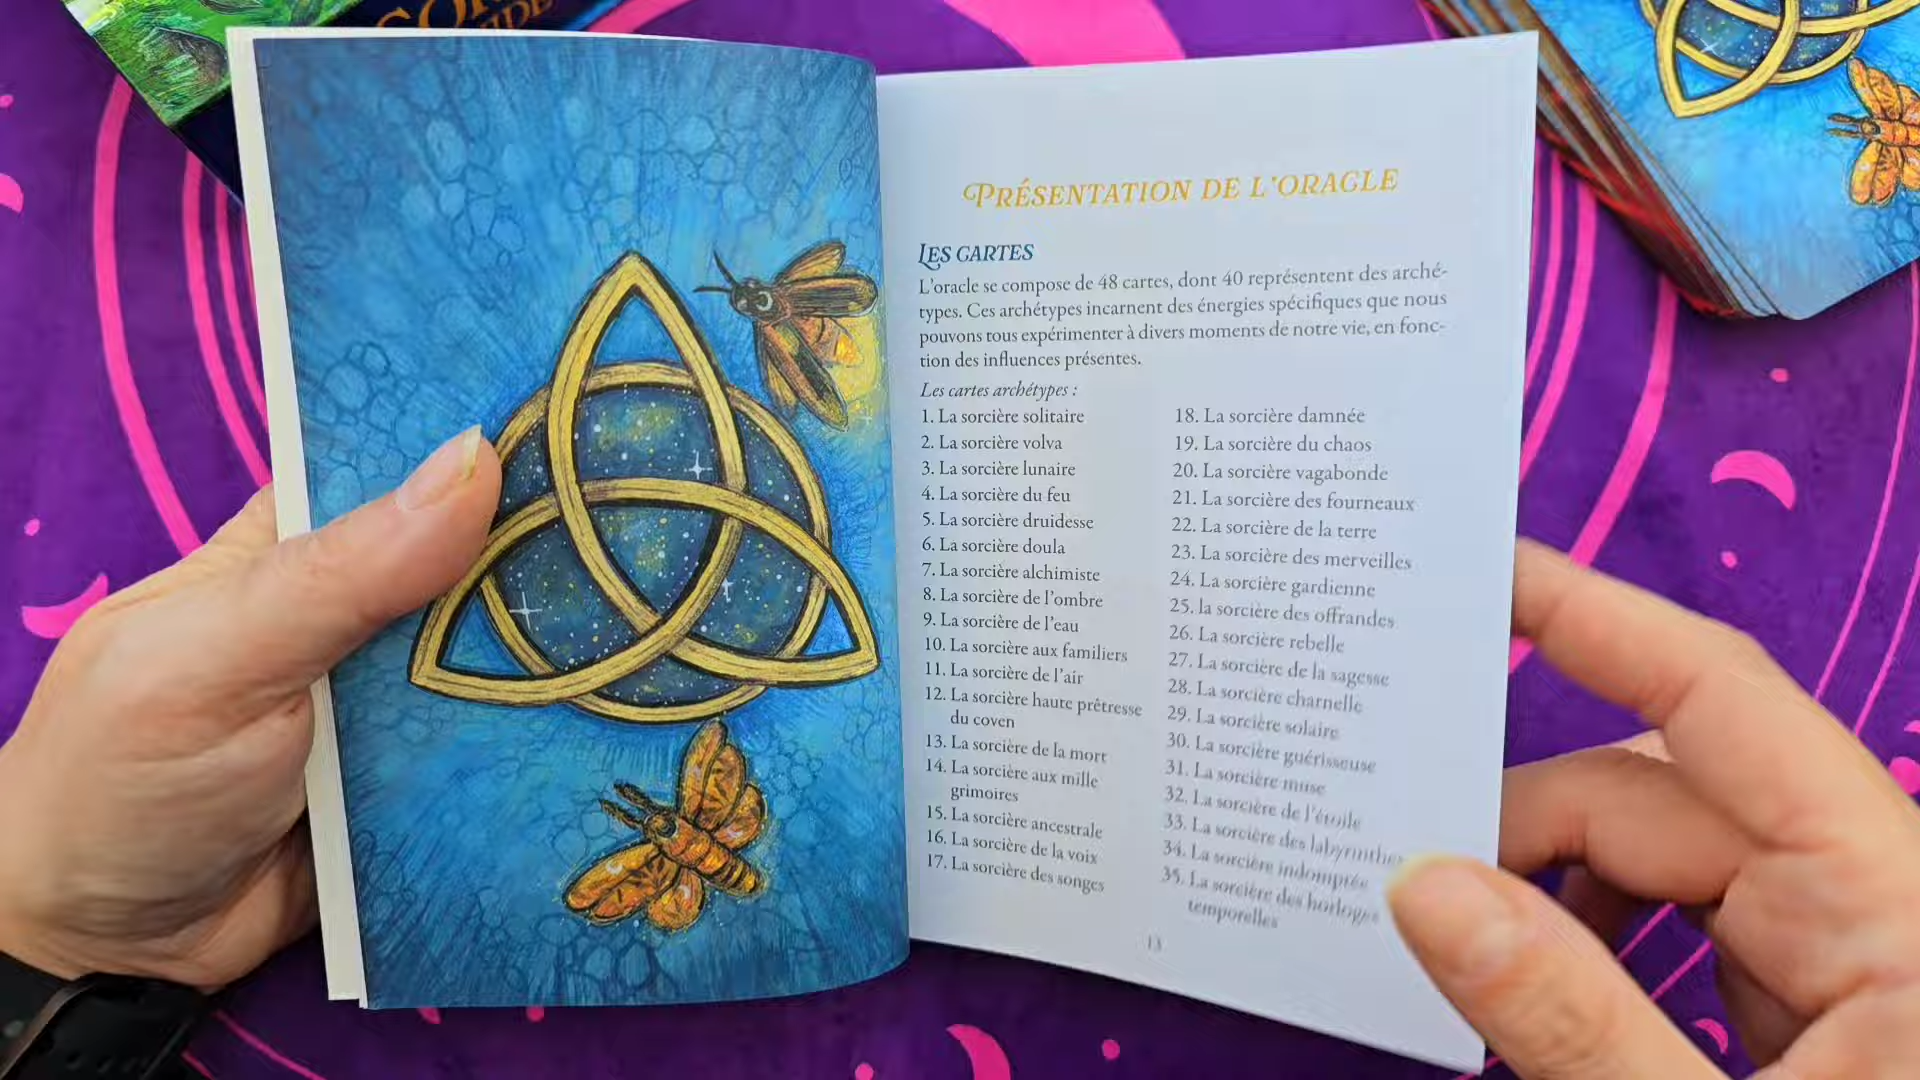 PRÉSENTATION DE L'ORACLE
LES CARTES
L'oracle se compose de 48 cartes, dont 40 représentent des arché-
types. Ces archétypes incarnent des énergies spécifiques que nous
pouvons tous expérimenter à divers moments de notre vie, en fonc-
tion des influences présentes.
Les cartes archétypes :
1. La sorcière solitaire
2. La sorcière volva
3. La sorcière lunaire
4. La sorcière du feu
5. La sorcière druidesse
6. La sorcière doula
7. La sorcière alchimiste
8. La sorcière de l'ombre
9. La sorcière de l'eau
10. La sorcière aux familiers
11. La sorcière de l'air
12. La sorcière haute prêtresse
du coven
13. La sorcière de la mort
14. La sorcière aux mille
grimoires
15. La sorcière ancestrale
16. La sorcière de la voix
17. La sorcière des songes
18. La sorcière damnée
19. La sorcière du chaos
20. La sorcière vagabonde
21. La sorcière des fourneaux
22. La sorcière de la terre
23. La sorcière des merveilles
24. La sorcière gardienne
25. la sorcière des offrandes
26. La sorcière rebelle
27. La sorcière de la sagesse
28. La sorcière charnelle
29. La sorcière solaire
30. La sorcière guérisseuse
31. La sorcière muse
32. La sorcière de l'étoile
33. La sorcière des labyrinthes
34. La sorcière indomptée
35. La sorcière des horloges
temporelles
13